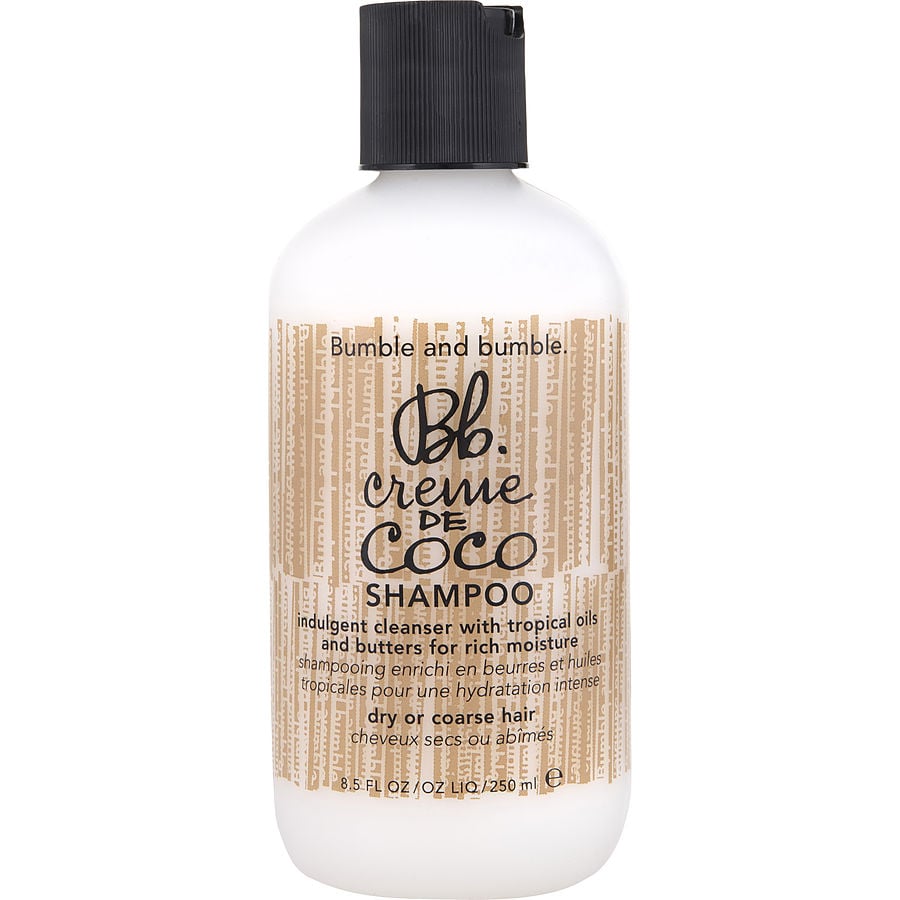 Bumble and bumble.
Bb.
creme
DE
Coco
SHAMPOO
indulgent cleanser with tropical oils
and butters for rich moisture
shampooing enrichi en beurres et huiles
tropicales pour une hydratation intense
dry or coarse hair
cheveux secs ou abîmés
8.5 FL OZ/OZ LIQ/250 ml e